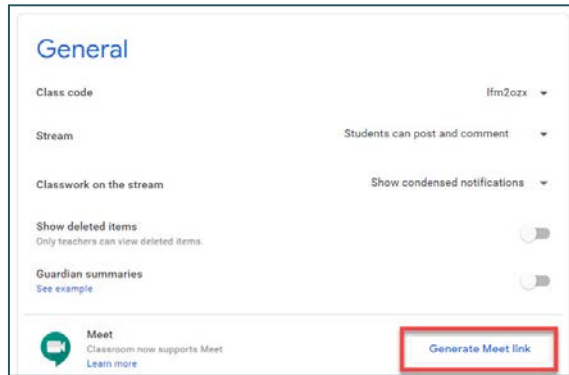 General
Class code lfm2ozx
Stream Students can post and comment
Classwork on the stream Show condensed notifications
Show deleted items
Only teachers can view deleted items.
Guardian summaries
See example
Meet
Classroom now supports Meet
Learn more
Generate Meet link